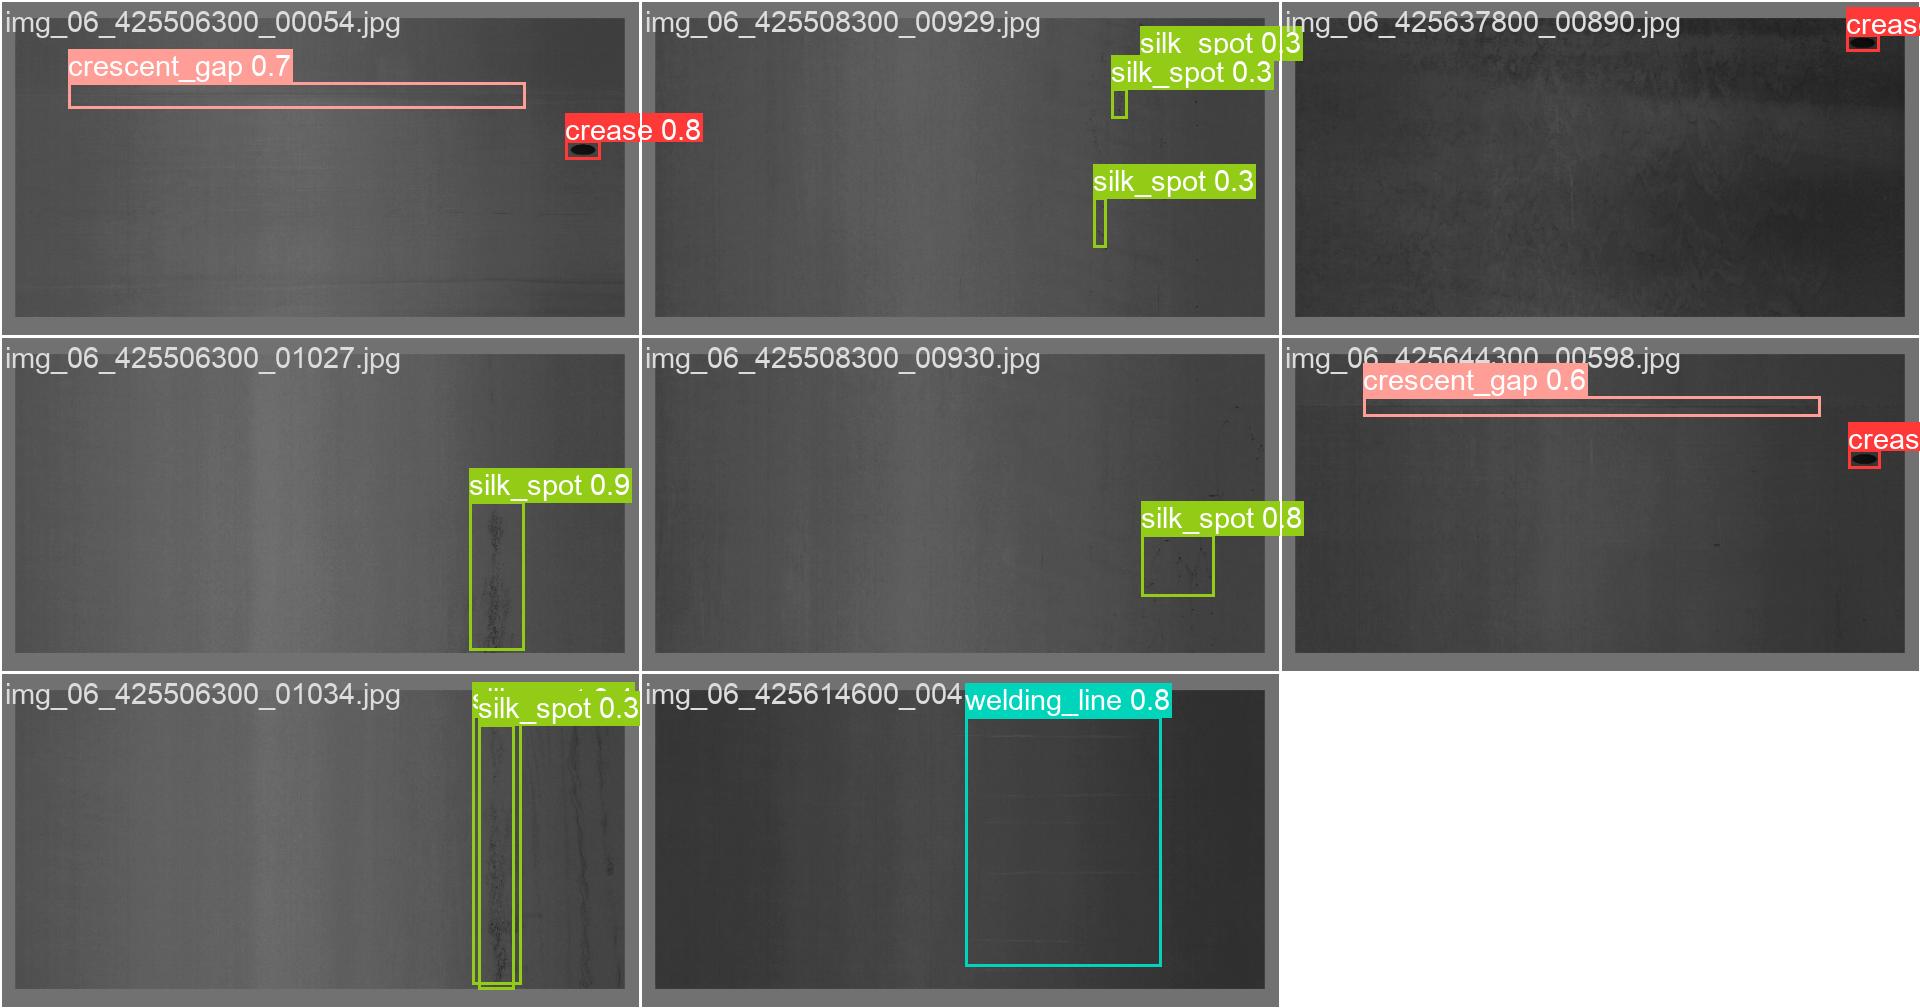 img_06_425506300_00054.jpg
crescent_gap 0.7
crease 0.8
img_06_425508300_00929.jpg
silk_spot 0.3
silk_spot 0.3
silk_spot 0.3
img_06_425637800_00890.jpg
img_06_425506300_01027.jpg
silk_spot 0.9
img_06_425508300_00930.jpg
silk_spot 0.8
img_06_425644300_00598.jpg
crescent_gap 0.6
creas
img_06_425506300_01034.jpg
silk_spot 0.3
img_06_425614600_004
welding_line 0.8